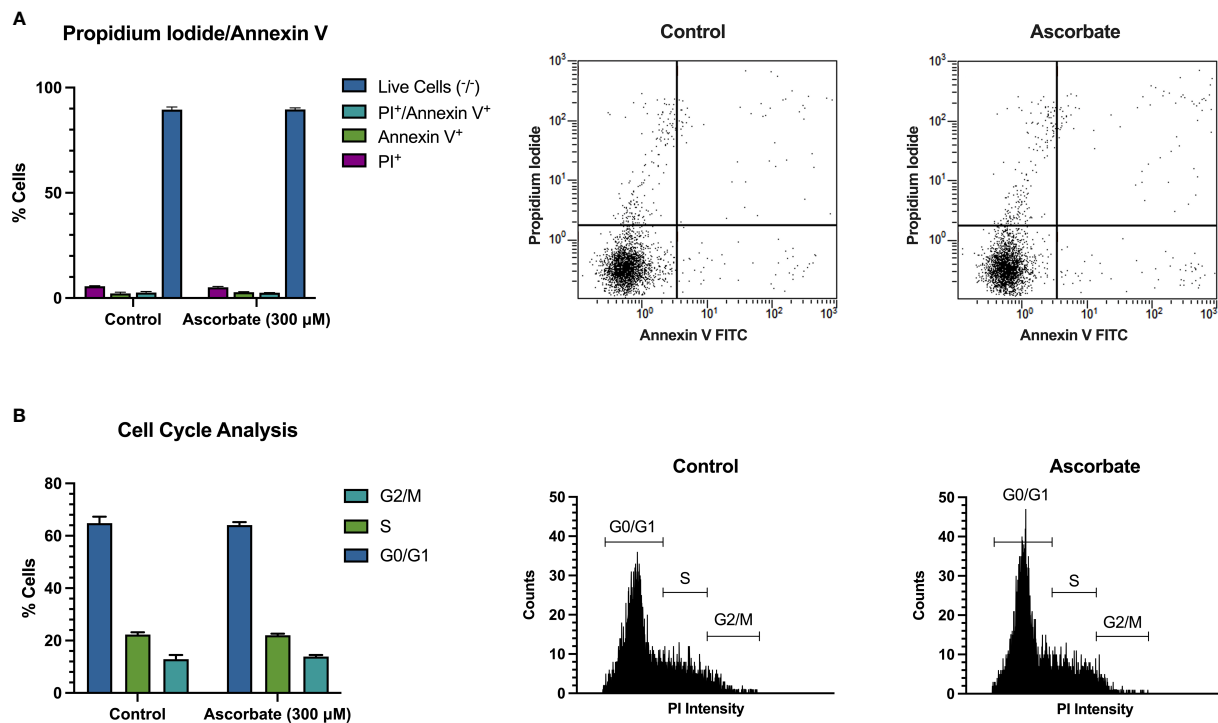 A
Propidium Iodide/Annexin V
100
50
0
% Cells
Control
Ascorbate (300 µM)
Live Cells (-/-)
PI+/Annexin V+
Annexin V+
PI+
Control
10³
10²
10¹
10⁰
Propidium Iodide
10⁰
10¹
10²
10³
Annexin V FITC
Ascorbate
10³
10²
10¹
10⁰
Propidium Iodide
10⁰
10¹
10²
10³
Annexin V FITC
B
Cell Cycle Analysis
80
60
40
20
0
% Cells
Control
Ascorbate (300 µM)
G2/M
S
G0/G1
Control
50
40
30
20
10
0
Counts
G0/G1
S
G2/M
PI Intensity
Ascorbate
50
40
30
20
10
0
Counts
G0/G1
S
G2/M
PI Intensity